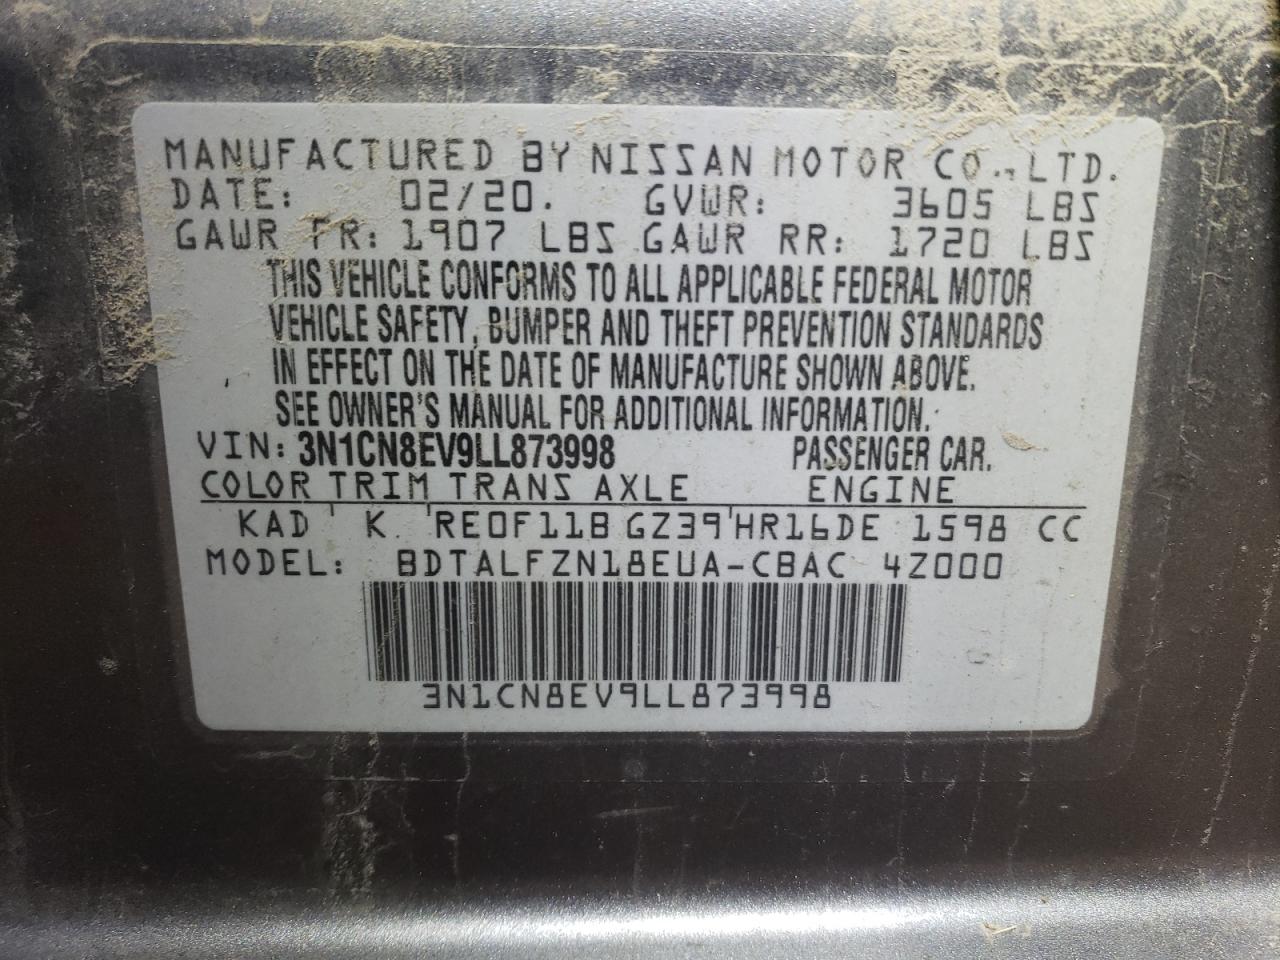 MANUFACTURED BY NISSAN MOTOR CO., LTD.
DATE: 02/20. GVWR: 3605 LBS
GAWR FR: 1907 LBS GAWR RR: 1720 LBS
THIS VEHICLE CONFORMS TO ALL APPLICABLE FEDERAL MOTOR
VEHICLE SAFETY, BUMPER AND THEFT PREVENTION STANDARDS
IN EFFECT ON THE DATE OF MANUFACTURE SHOWN ABOVE.
SEE OWNER'S MANUAL FOR ADDITIONAL INFORMATION.
VIN: 3N1CN8EV9LL873998 PASSENGER CAR.
COLOR TRIM TRANS AXLE ENGINE
KAD K RE0F11B GZ39 HR16DE 1598 CC
MODEL: BDTALFZN18EUA-CBAC 4Z000
3N1CN8EV9LL873998